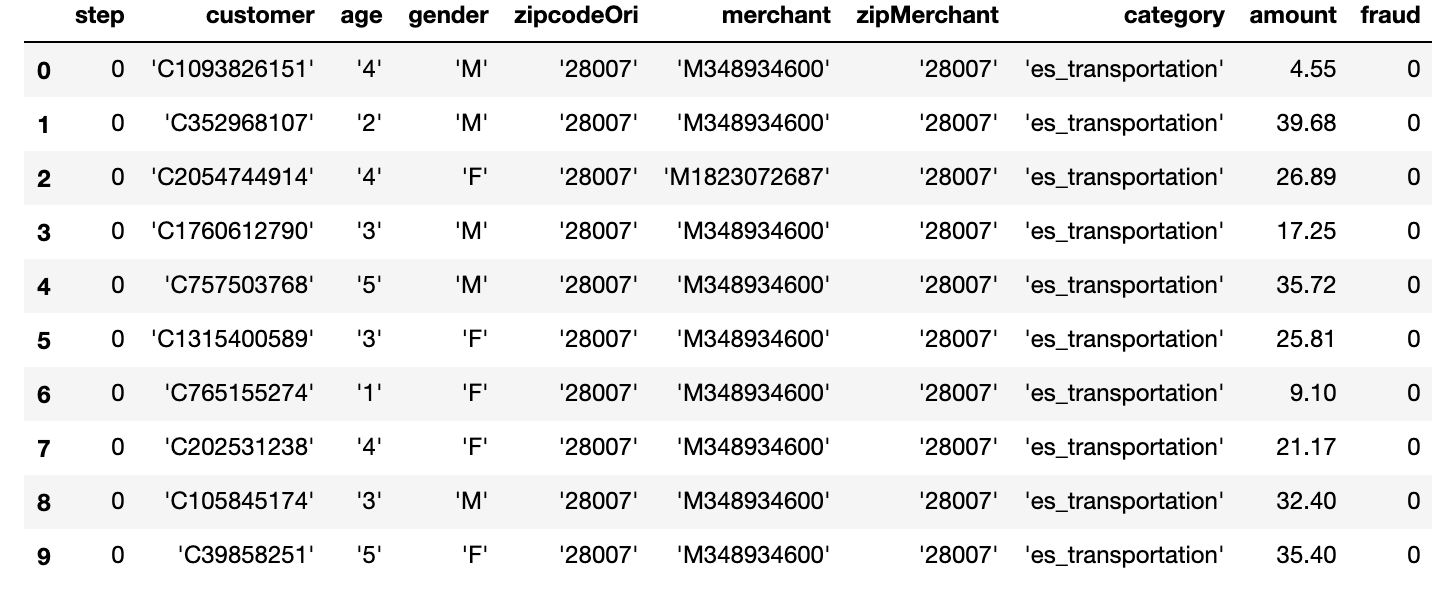 step customer age gender zipcodeOri merchant zipMerchant category amount fraud
0 0 'C1093826151' '4' 'M' '28007' 'M348934600' '28007' 'es_transportation' 4.55 0
1 0 'C352968107' '2' 'M' '28007' 'M348934600' '28007' 'es_transportation' 39.68 0
2 0 'C2054744914' '4' 'F' '28007' 'M1823072687' '28007' 'es_transportation' 26.89 0
3 0 'C1760612790' '3' 'M' '28007' 'M348934600' '28007' 'es_transportation' 17.25 0
4 0 'C757503768' '5' 'M' '28007' 'M348934600' '28007' 'es_transportation' 35.72 0
5 0 'C1315400589' '3' 'F' '28007' 'M348934600' '28007' 'es_transportation' 25.81 0
6 0 'C765155274' '1' 'F' '28007' 'M348934600' '28007' 'es_transportation' 9.10 0
7 0 'C202531238' '4' 'F' '28007' 'M348934600' '28007' 'es_transportation' 21.17 0
8 0 'C105845174' '3' 'M' '28007' 'M348934600' '28007' 'es_transportation' 32.40 0
9 0 'C39858251' '5' 'F' '28007' 'M348934600' '28007' 'es_transportation' 35.40 0